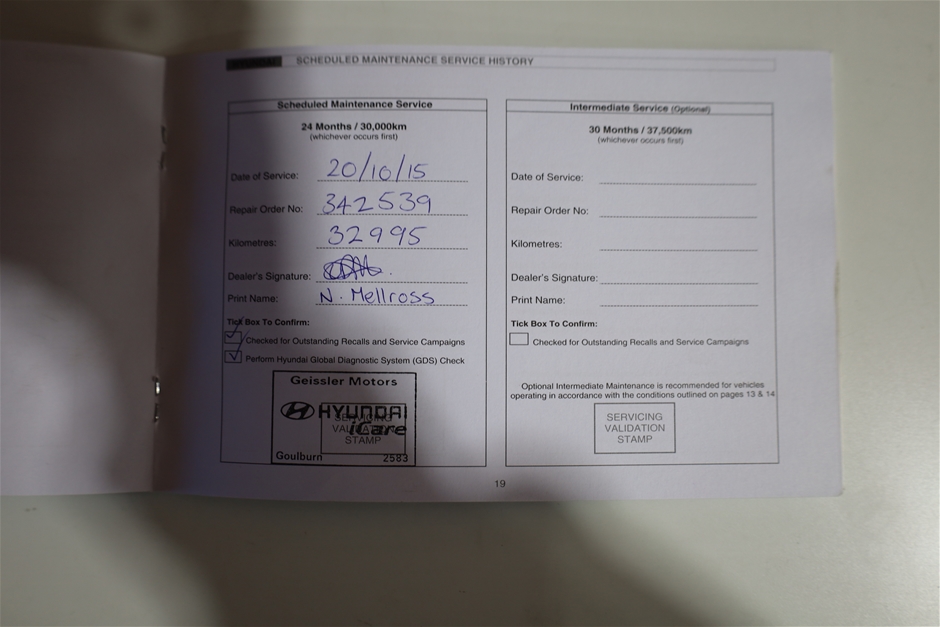 SCHEDULED MAINTENANCE SERVICE HISTORY
Scheduled Maintenance Service
24 Months / 30,000km
(whichever occurs first)
Date of Service: 20/10/15
Repair Order No: 342539
Kilometres: 32995
Dealer's Signature:
Print Name: N. Mellross
Tick Box To Confirm:
Checked for Outstanding Recalls and Service Campaigns
Perform Hyundai Global Diagnostic System (GDS) Check
Geissler Motors
HYUNDAI
iCare
SERVICING
VALIDATION
STAMP
Goulburn 2583
Intermediate Service (Optional)
30 Months / 37,500km
(whichever occurs first)
Date of Service:
Repair Order No:
Kilometres:
Dealer's Signature:
Print Name:
Tick Box To Confirm:
Checked for Outstanding Recalls and Service Campaigns
Optional Intermediate Maintenance is recommended for vehicles
operating in accordance with the conditions outlined on pages 13 & 14
SERVICING
VALIDATION
STAMP
19